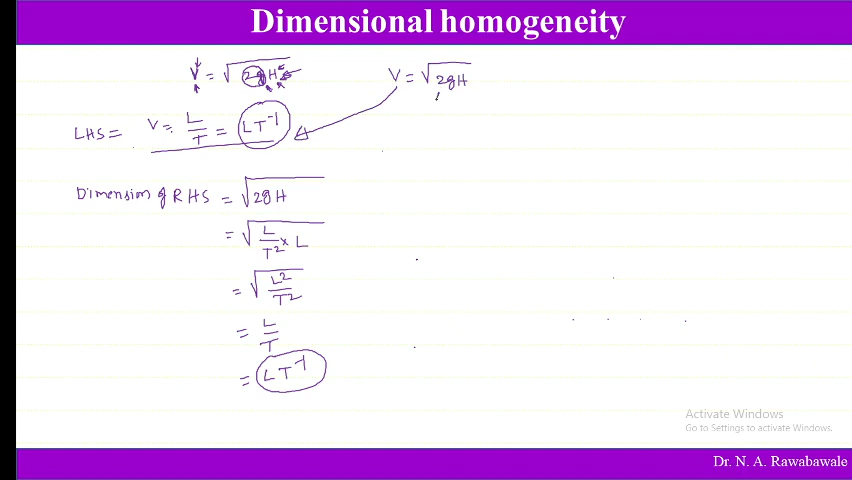 Dimensional homogeneity
V = √2gH
V = √2gH
LHS = V = L/T = LT⁻¹
Dimension of RHS = √2gH
= √L/T² × L
= √L²/T²
= L/T
= LT⁻¹
Activate Windows
Go to Settings to activate Windows.
Dr. N. A. Rawabawale